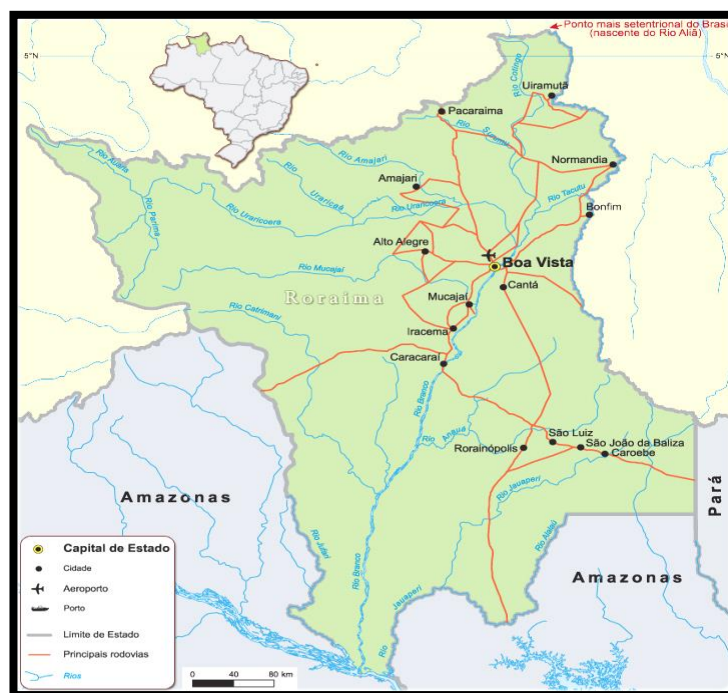 Ponto mais setentrional do Bras
(nascente do Rio Ailã)
5°N
5°N
Rio Cotingo
Uiramutã
Pacaraima
Rio Surumu
Normandia
Rio Auaris
Rio Parima
Rio Amajari
Amajari
Rio Uraricaá
Rio Uraricoera
Rio Uraricoera
Rio Tacutu
Bonfim
Alto Alegre
Boa Vista
Rio Mucajaí
Cantá
Roraima
Mucajaí
Rio Catrimani
Iracema
Caracaraí
Rio Branco
Rio Anauá
São Luiz
Rorainópolis
São João da Baliza
Caroebe
Rio Jauaperi
Pará
Amazonas
Rio Jufari
Rio Branco
Rio Jauaperi
Rio Alalaú
Amazonas
Capital de Estado
Cidade
Aeroporto
Porto
Limite de Estado
Principais rodovias
Rios
0 40 80 km